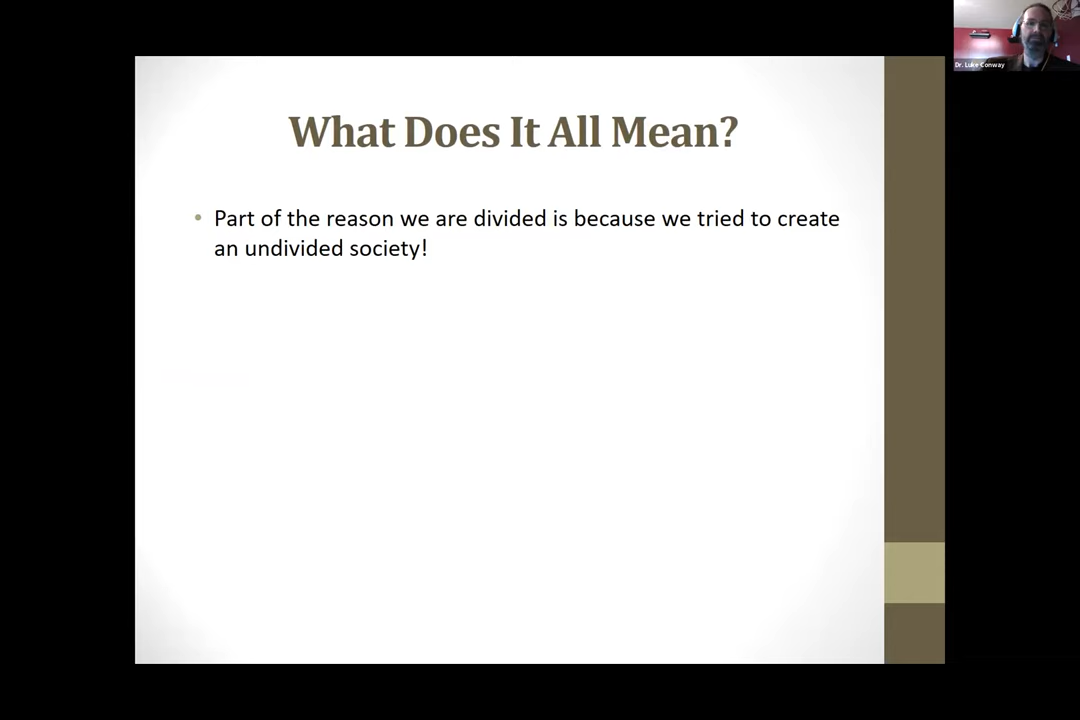 What Does It All Mean?
• Part of the reason we are divided is because we tried to create
an undivided society!
Dr. Luke Conway